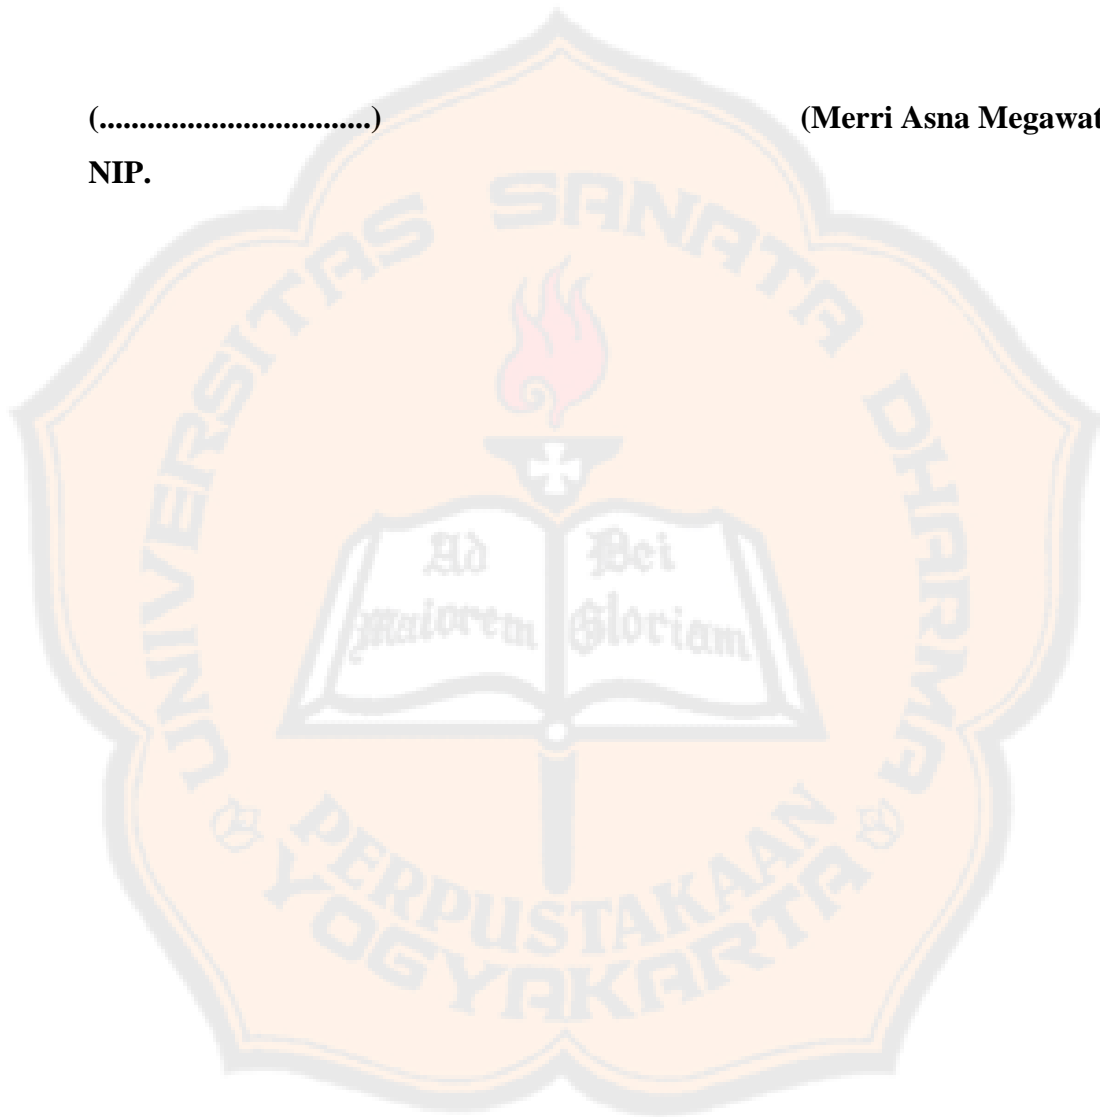 (..................................) (Merri Asna Megawat
NIP.
UNIVERSITAS SANATA DHARMA
Ad Dei
Maiorem Gloriam
PERPUSTAKAAN
YOGYAKARTA